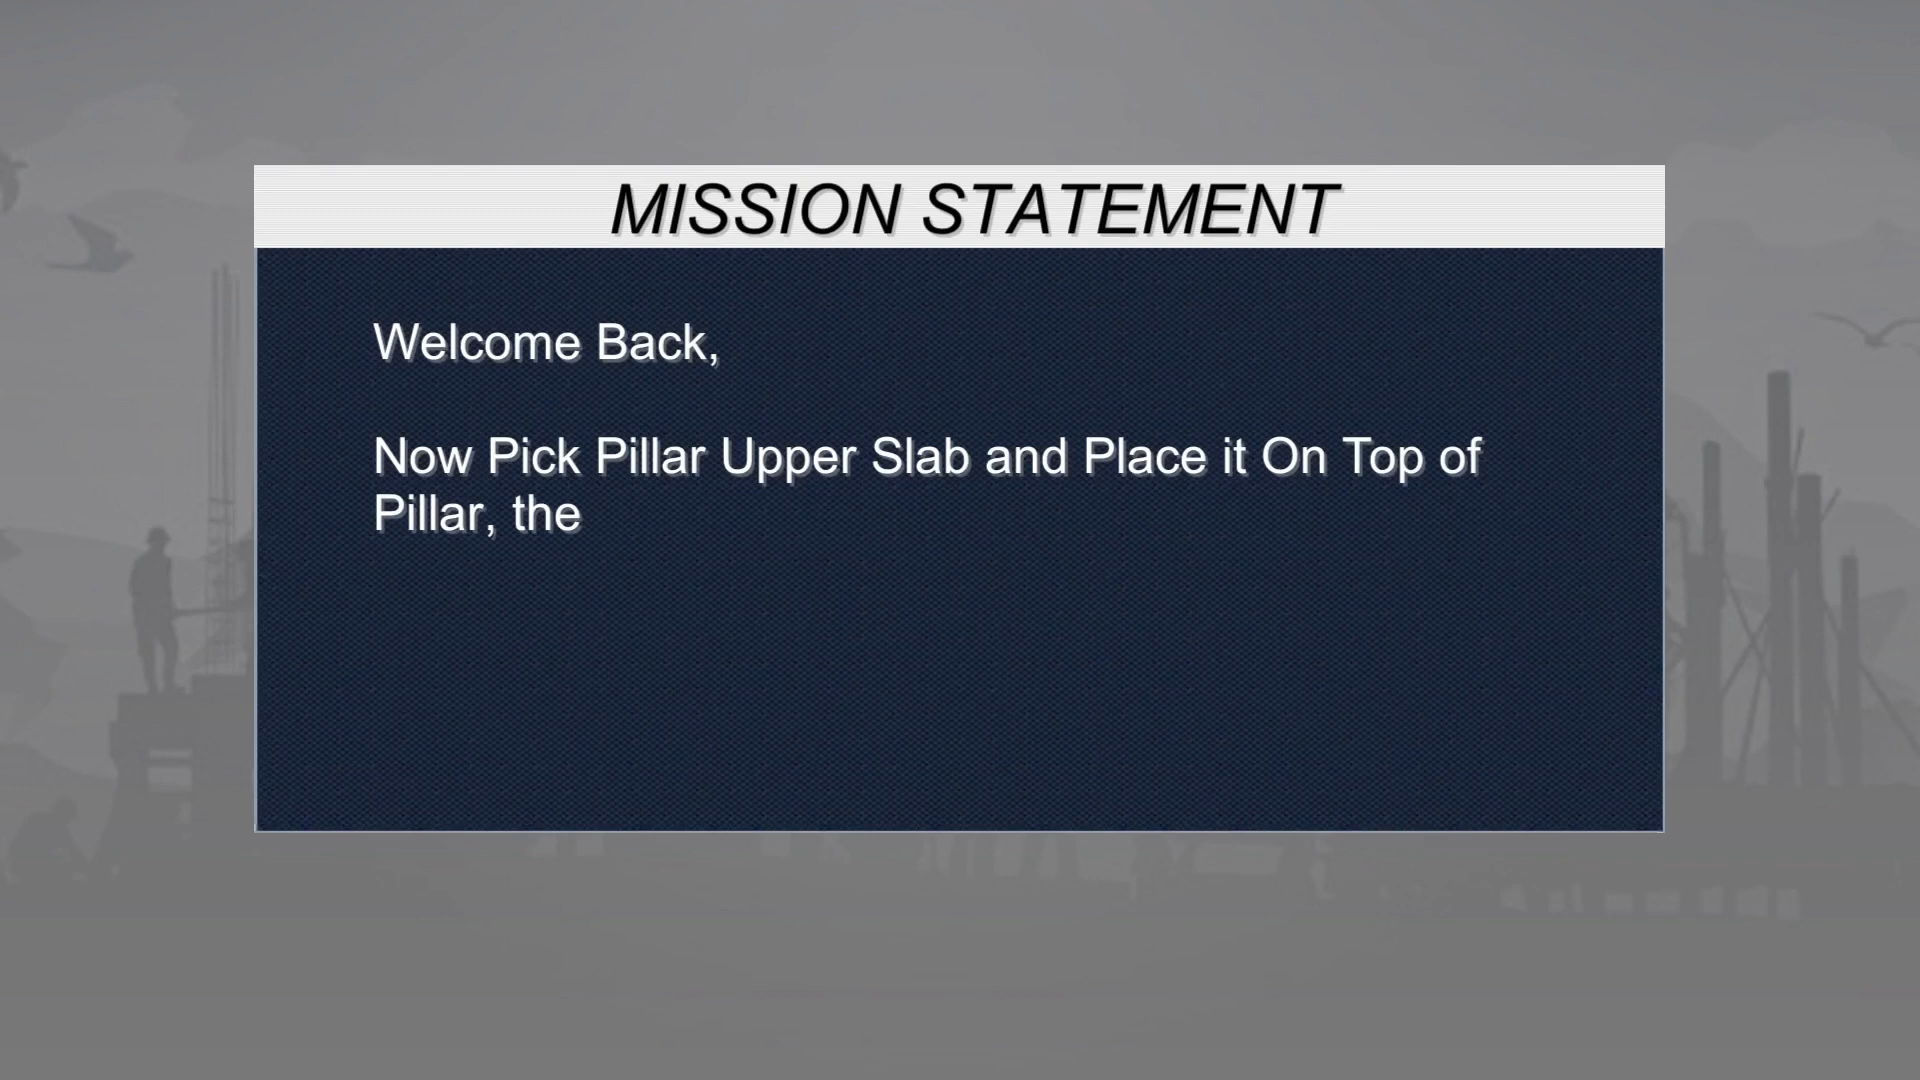 MISSION STATEMENT
Welcome Back,
Now Pick Pillar Upper Slab and Place it On Top of
Pillar, the